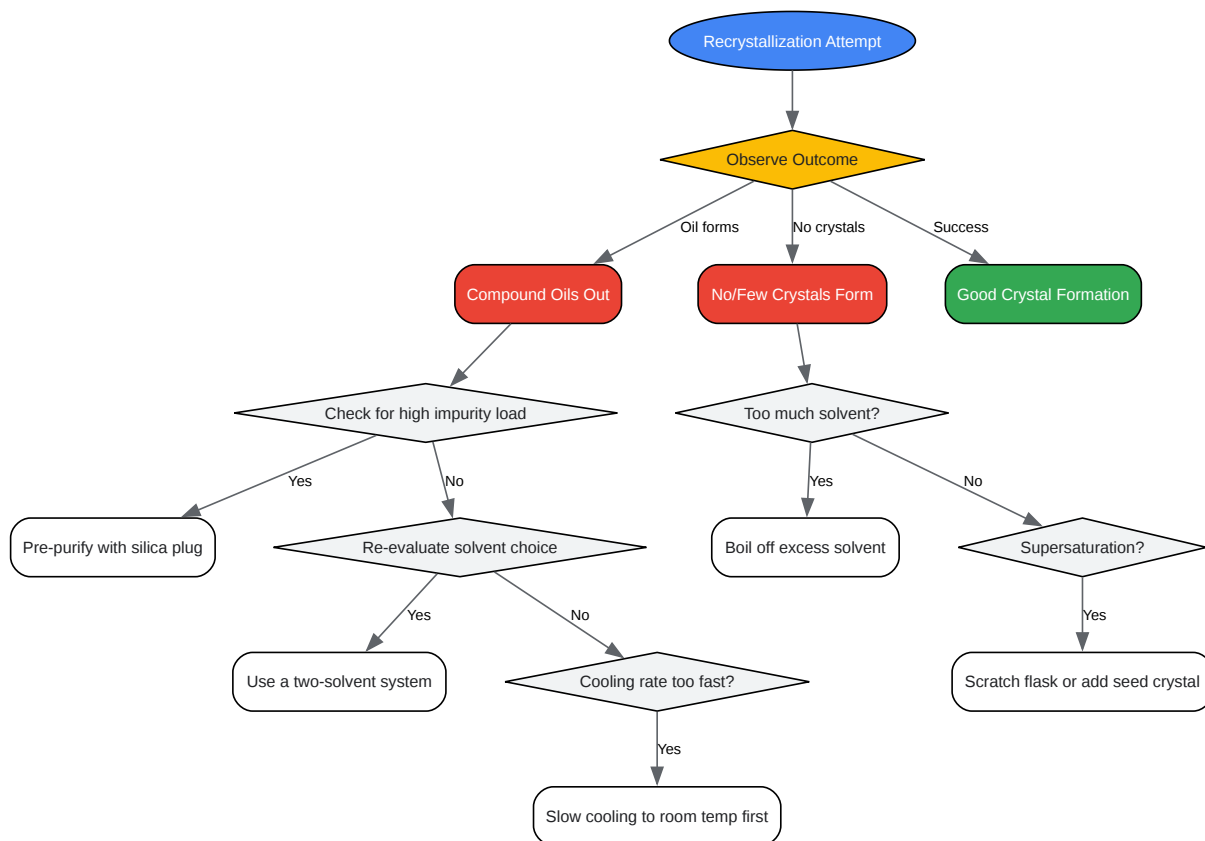 Recrystallization Attempt
Observe Outcome
Oil forms
No crystals
Success
Compound Oils Out
No/Few Crystals Form
Good Crystal Formation
Check for high impurity load
Too much solvent?
Yes
No
Yes
No
Pre-purify with silica plug
Re-evaluate solvent choice
Boil off excess solvent
Supersaturation?
Yes
No
Yes
Use a two-solvent system
Cooling rate too fast?
Scratch flask or add seed crystal
Yes
Slow cooling to room temp first